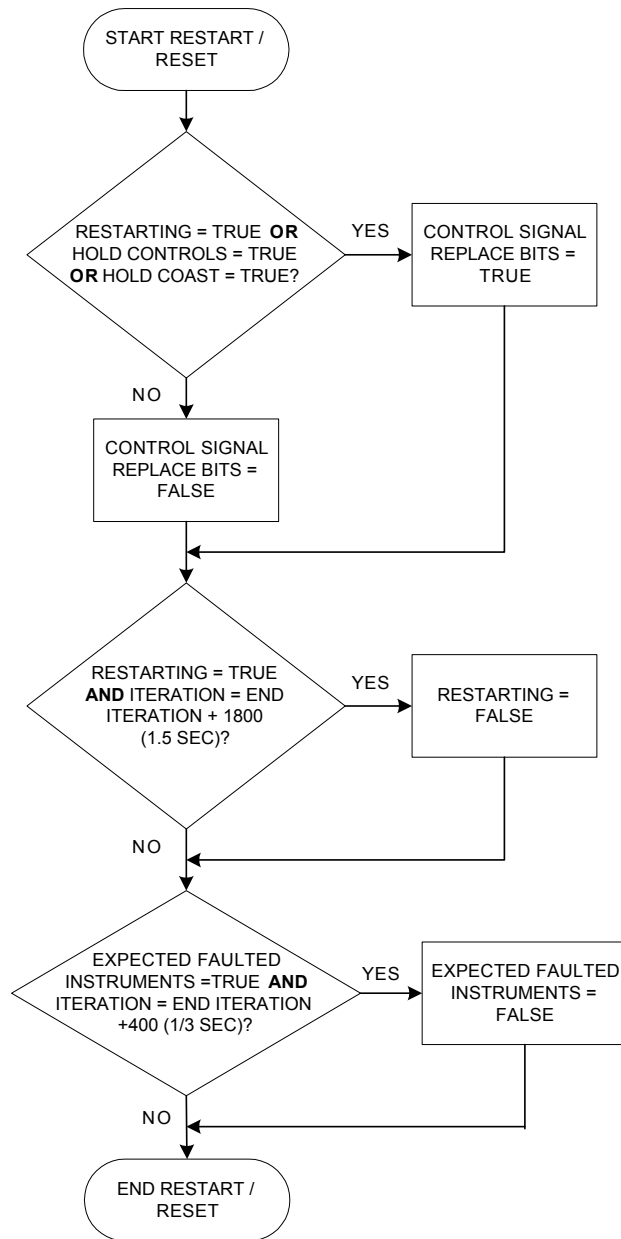 START RESTART /
RESET
RESTARTING = TRUE OR
HOLD CONTROLS = TRUE
OR HOLD COAST = TRUE?
YES
CONTROL SIGNAL
REPLACE BITS =
TRUE
NO
CONTROL SIGNAL
REPLACE BITS =
FALSE
RESTARTING = TRUE
AND ITERATION = END
ITERATION + 1800
(1.5 SEC)?
YES
RESTARTING =
FALSE
NO
EXPECTED FAULTED
INSTRUMENTS =TRUE AND
ITERATION = END ITERATION
+400 (1/3 SEC)?
YES
EXPECTED FAULTED
INSTRUMENTS =
FALSE
NO
END RESTART /
RESET